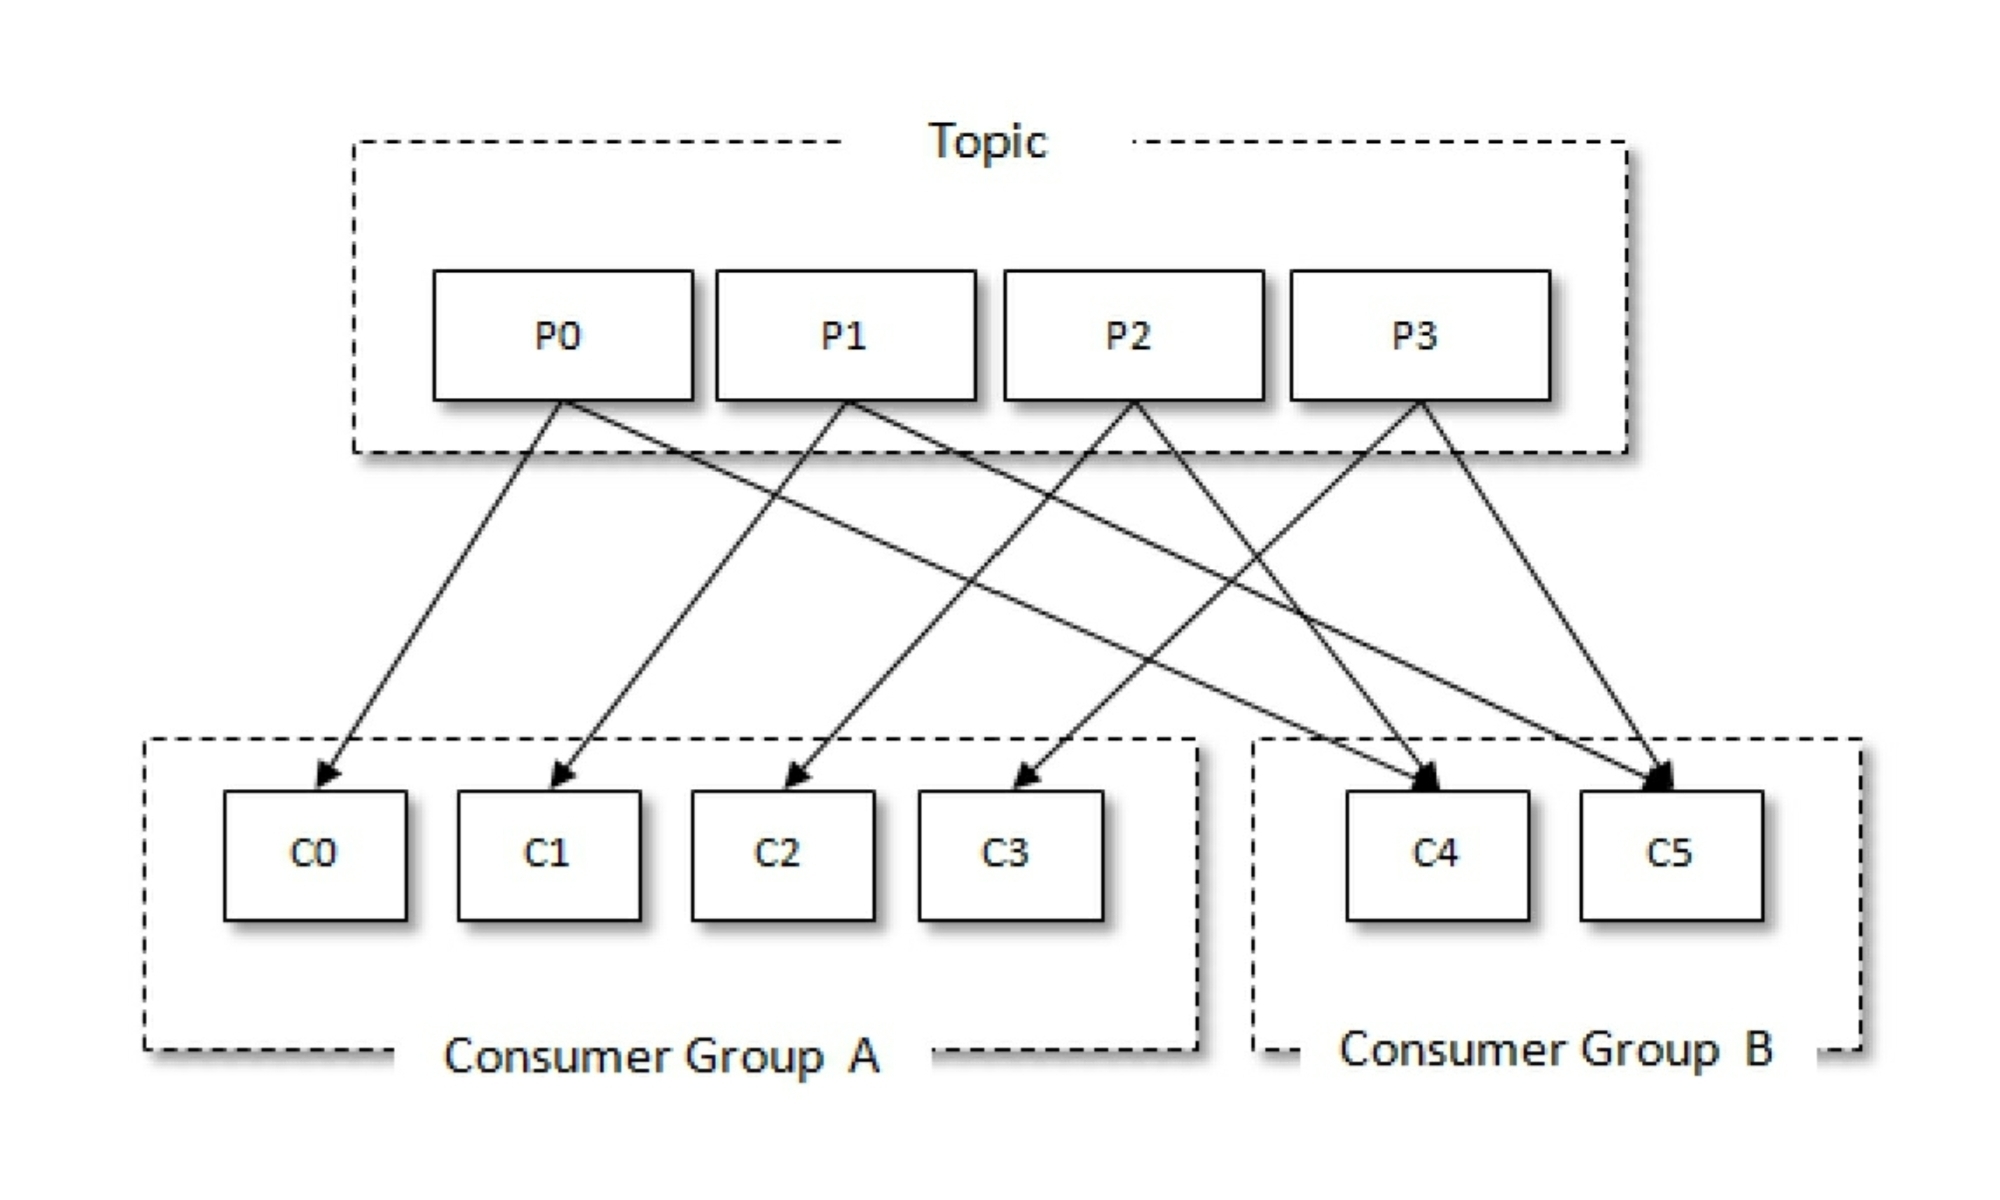 Topic
P0
P1
P2
P3
C0
C1
C2
C3
C4
C5
Consumer Group A
Consumer Group B